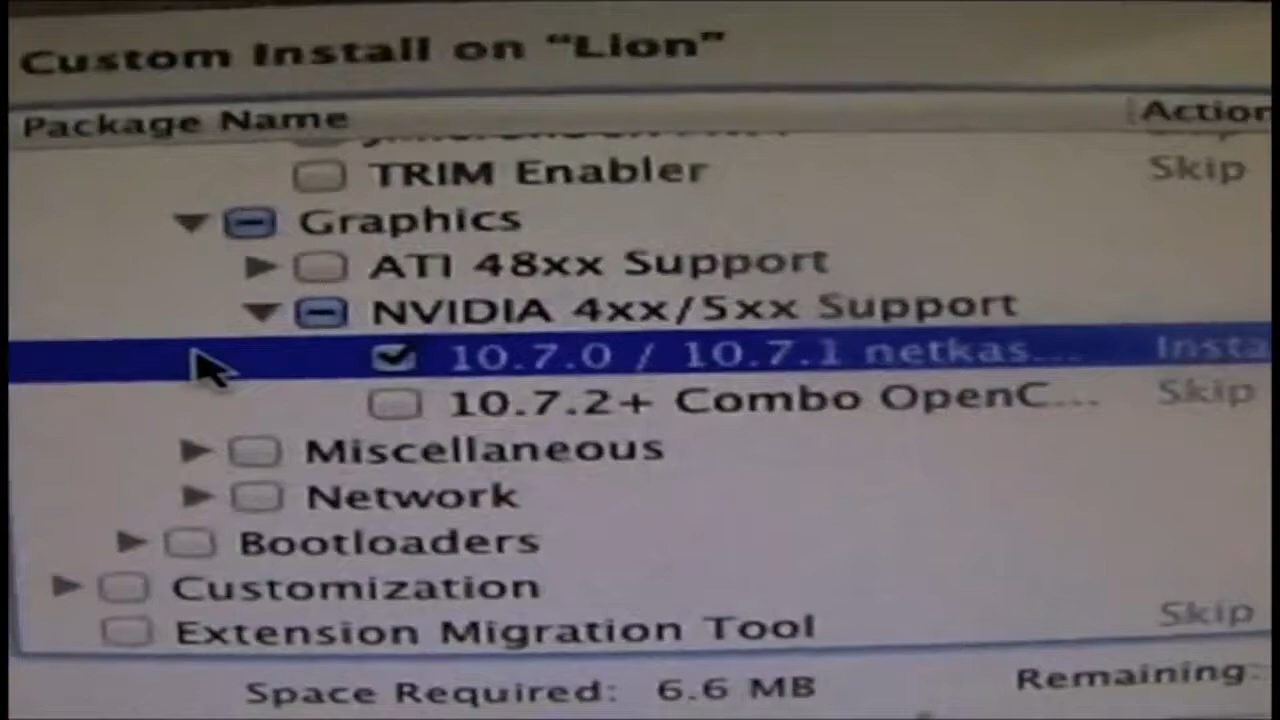 Custom Install on “Lion”
Package Name Action
TRIM Enabler Skip
Graphics
ATI 48xx Support
NVIDIA 4xx/5xx Support
10.7.0 / 10.7.1 netkas... Insta
10.7.2+ Combo OpenC... Skip
Miscellaneous
Network
Bootloaders
Customization
Extension Migration Tool Skip
Space Required: 6.6 MB Remaining: